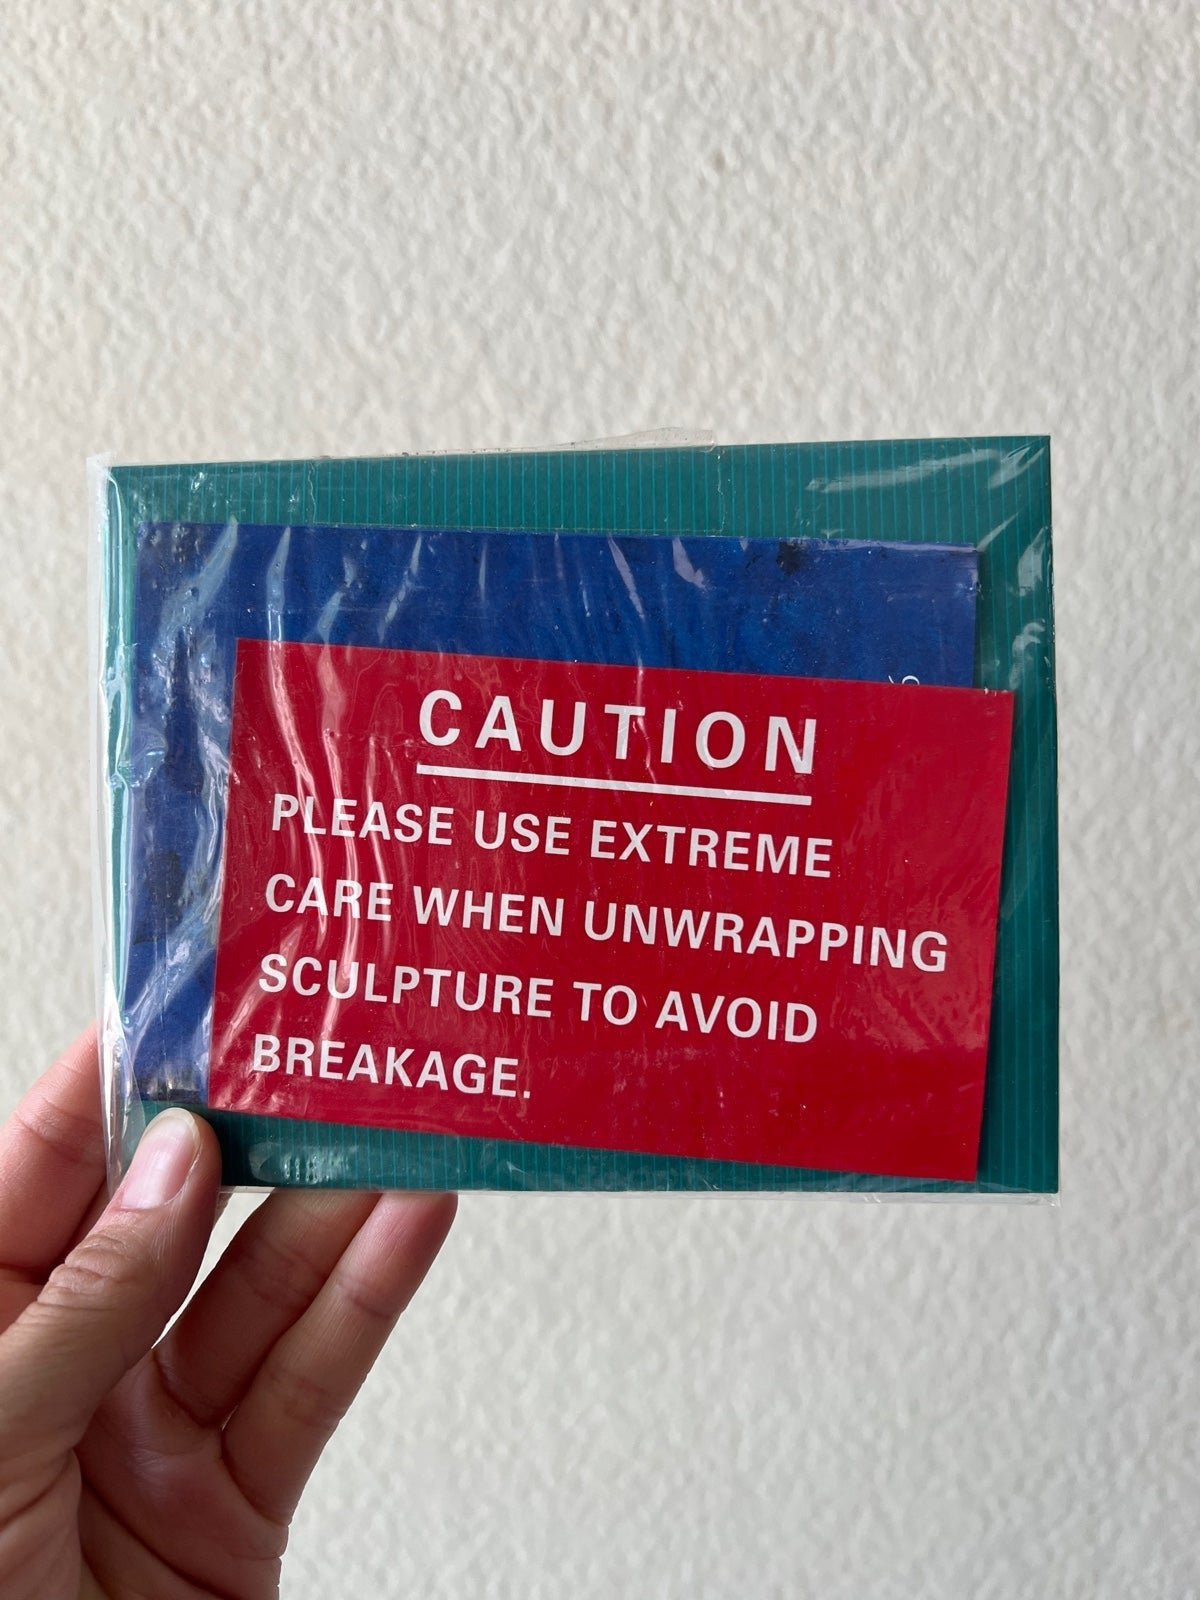 CAUTION
PLEASE USE EXTREME
CARE WHEN UNWRAPPING
SCULPTURE TO AVOID
BREAKAGE.